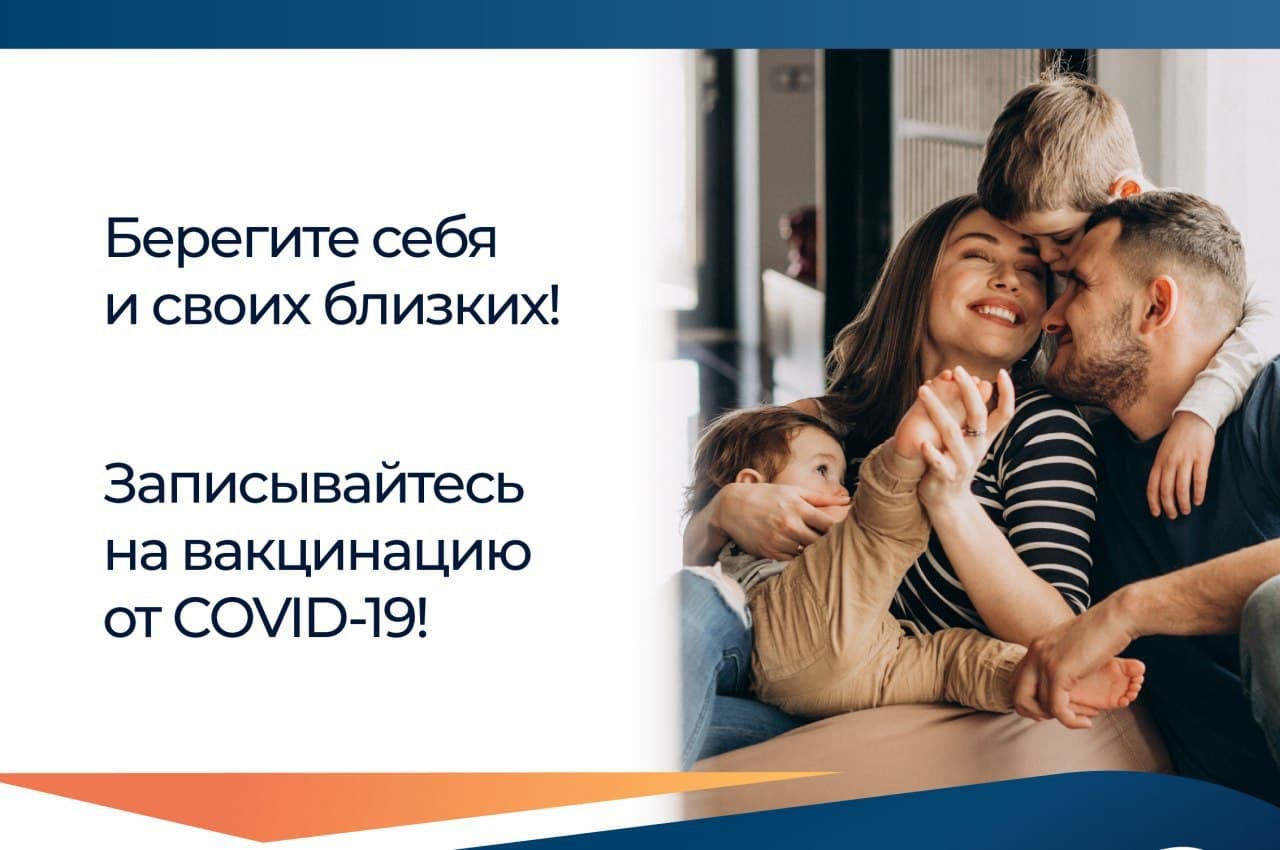 Берегите себя
и своих близких!
Записывайтесь
на вакцинацию
от COVID-19!